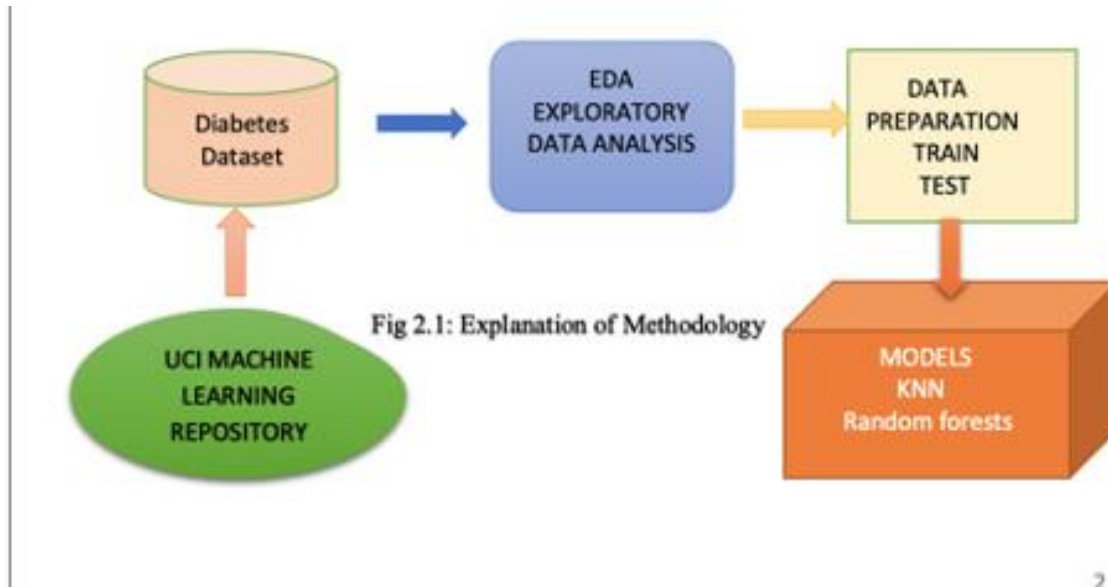 Diabetes
Dataset
EDA
EXPLORATORY
DATA ANALYSIS
DATA
PREPARATION
TRAIN
TEST
Fig 2.1: Explanation of Methodology
UCI MACHINE
LEARNING
REPOSITORY
MODELS
KNN
Random forests
2